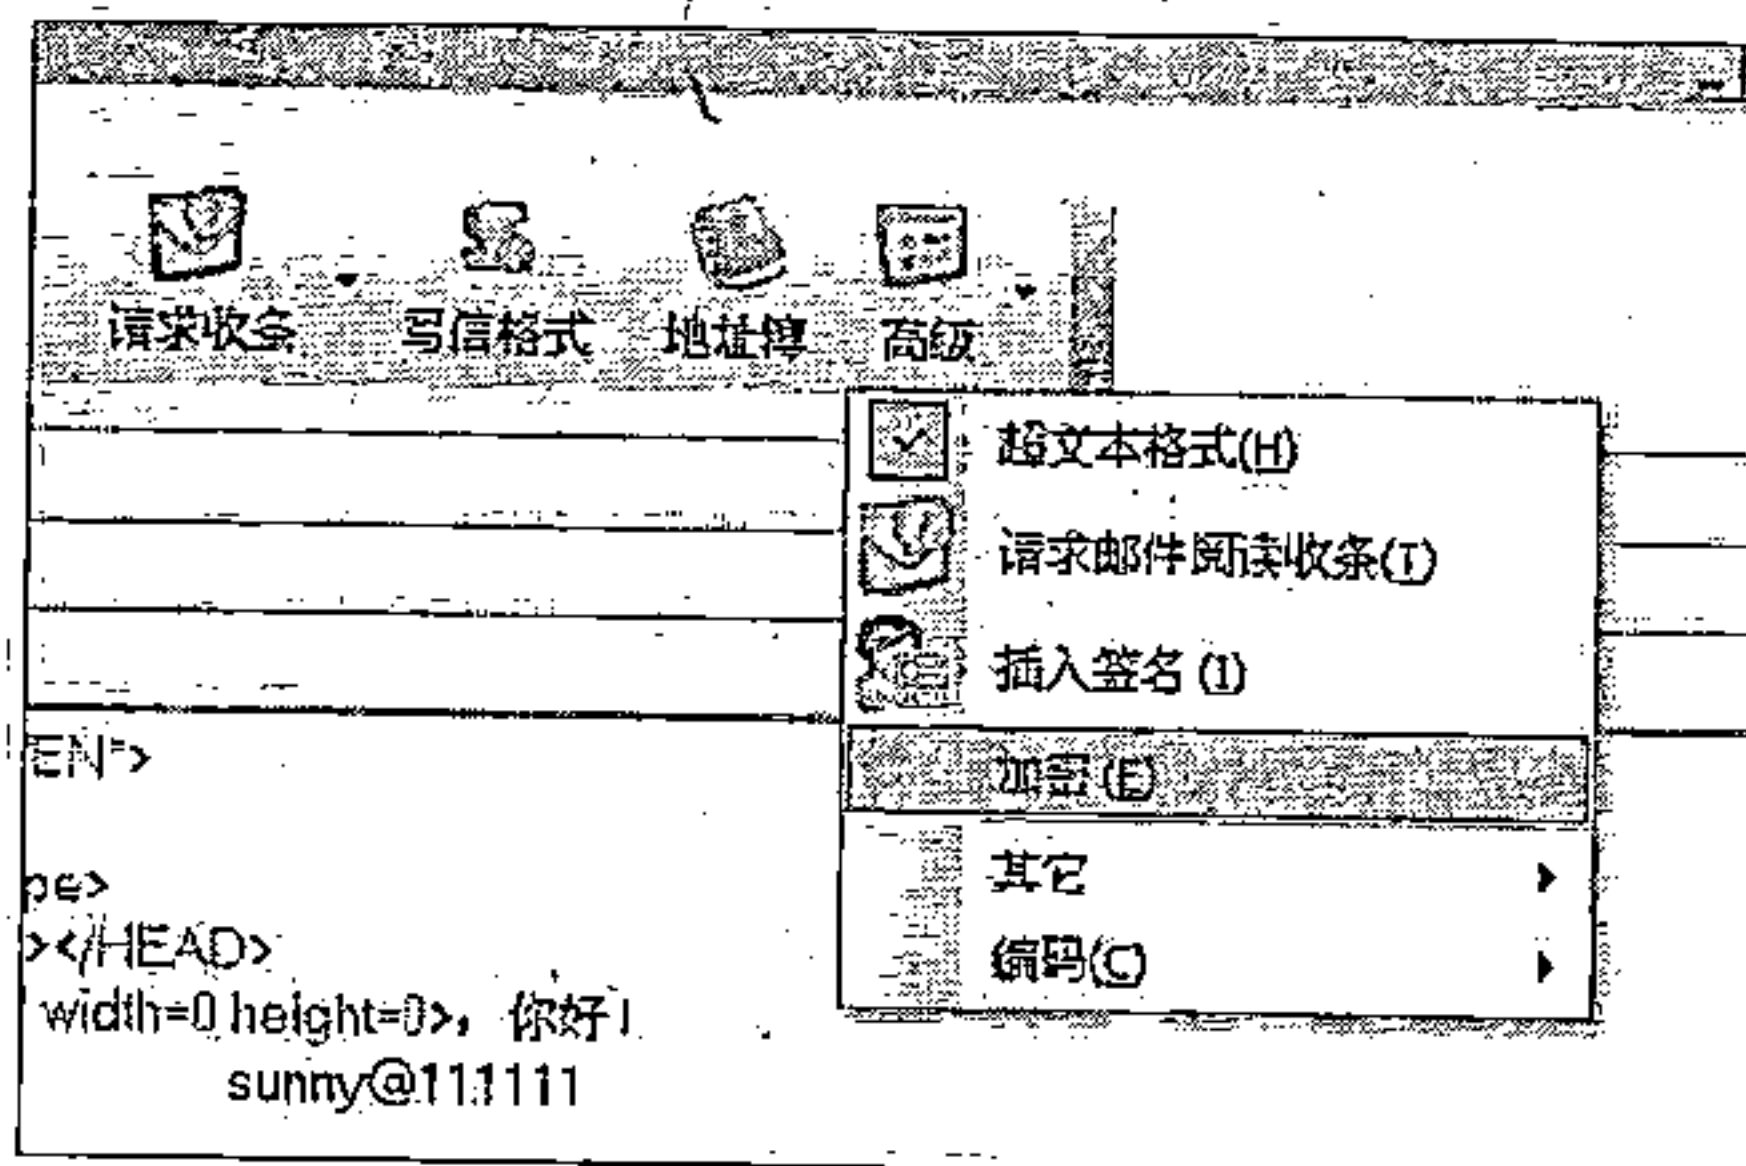 请求收条 写信格式 地址簿 高级
超文本格式(H)
请求邮件阅读收条(T)
插入签名(I)
加密(E)
其它
编码(C)
EN">
pe>
></HEAD>
width=0 height=0>，你好!
sunny@111111